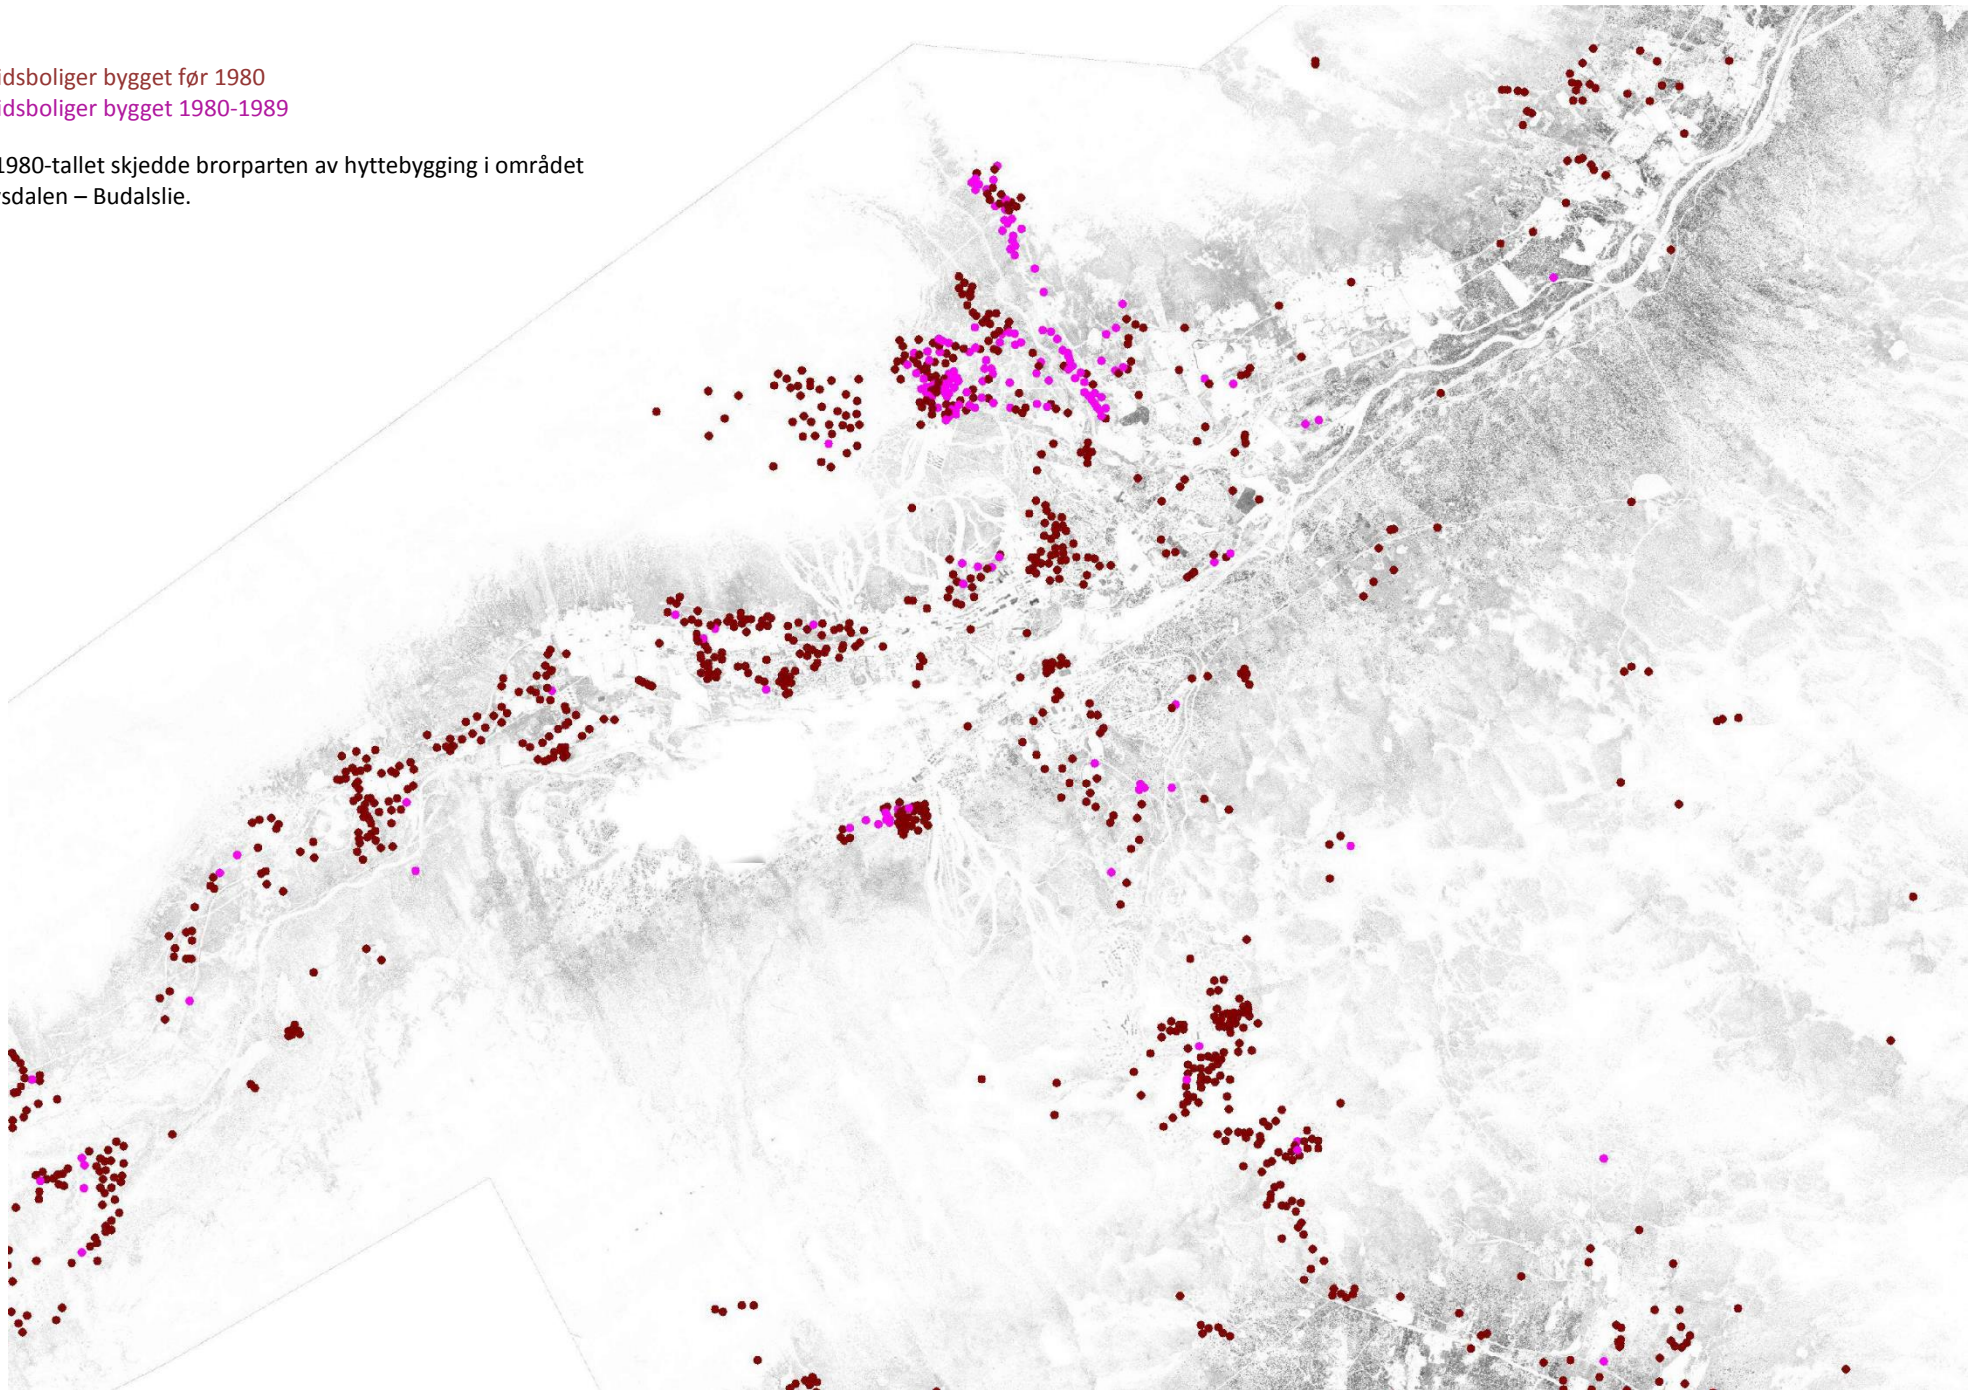 idsboliger bygget før 1980
idsboliger bygget 1980-1989
1980-tallet skjedde brorparten av hyttebygging i området
sdalen – Budalslie.